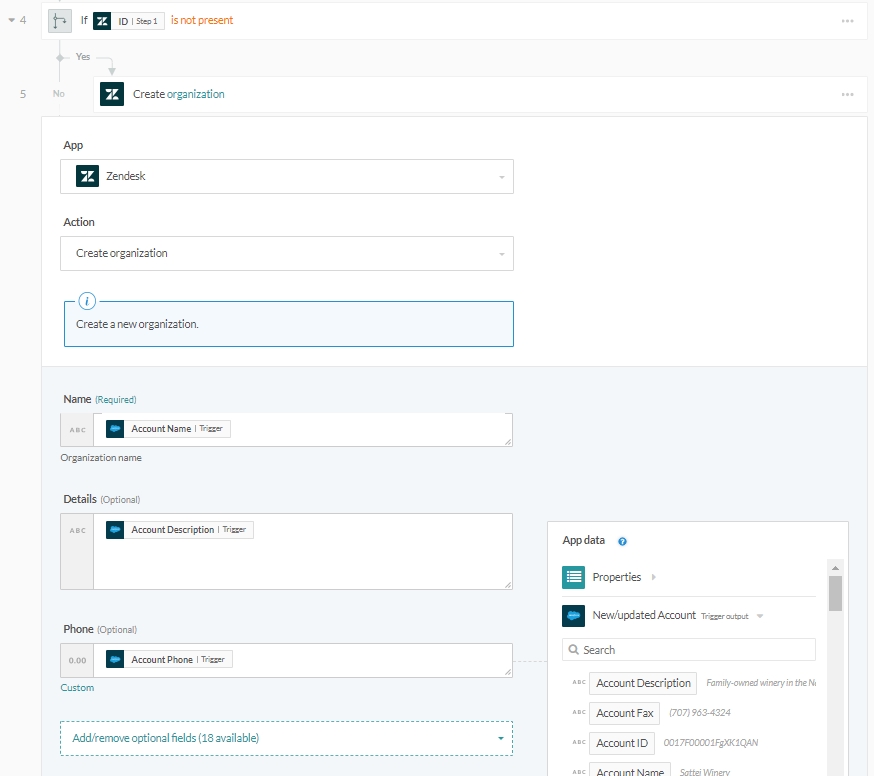 4 If ID | Step 1 is not present
Yes
5 No Create organization
App
Zendesk
Action
Create organization
i
Create a new organization.
Name (Required)
ABC Account Name | Trigger
Organization name
Details (Optional)
ABC Account Description | Trigger
App data ?
Properties
New/updated Account Trigger output
Phone (Optional)
0.00 Account Phone | Trigger
Custom
Search
ABC Account Description Family-owned winery in the
ABC Account Fax (707) 963-4324
Add/remove optional fields (18 available)
ABC Account ID 0017F00001FgXK1QAN
ABC Account Name Sattei Winery